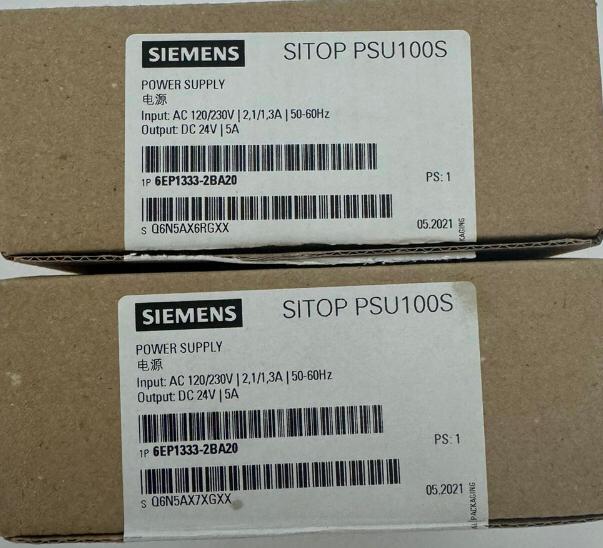 SIEMENS SITOP PSU100S
POWER SUPPLY
电源
Input: AC 120/230V | 2,1/1,3A | 50-60Hz
Output: DC 24V | 5A
1P 6EP1333-2BA20
PS: 1
S Q6N5AX6RGXX
05.2021
SIEMENS SITOP PSU100S
POWER SUPPLY
电源
Input: AC 120/230V | 2,1/1,3A | 50-60Hz
Output: DC 24V | 5A
1P 6EP1333-2BA20
PS: 1
S Q6N5AX7XGXX
05.2021
PACKAGING